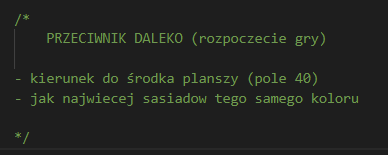 /*
PRZECIWNIK DALEKO (rozpoczecie gry)
- kierunek do środka planszy (pole 40)
- jak najwiecej sasiadow tego samego koloru
*/